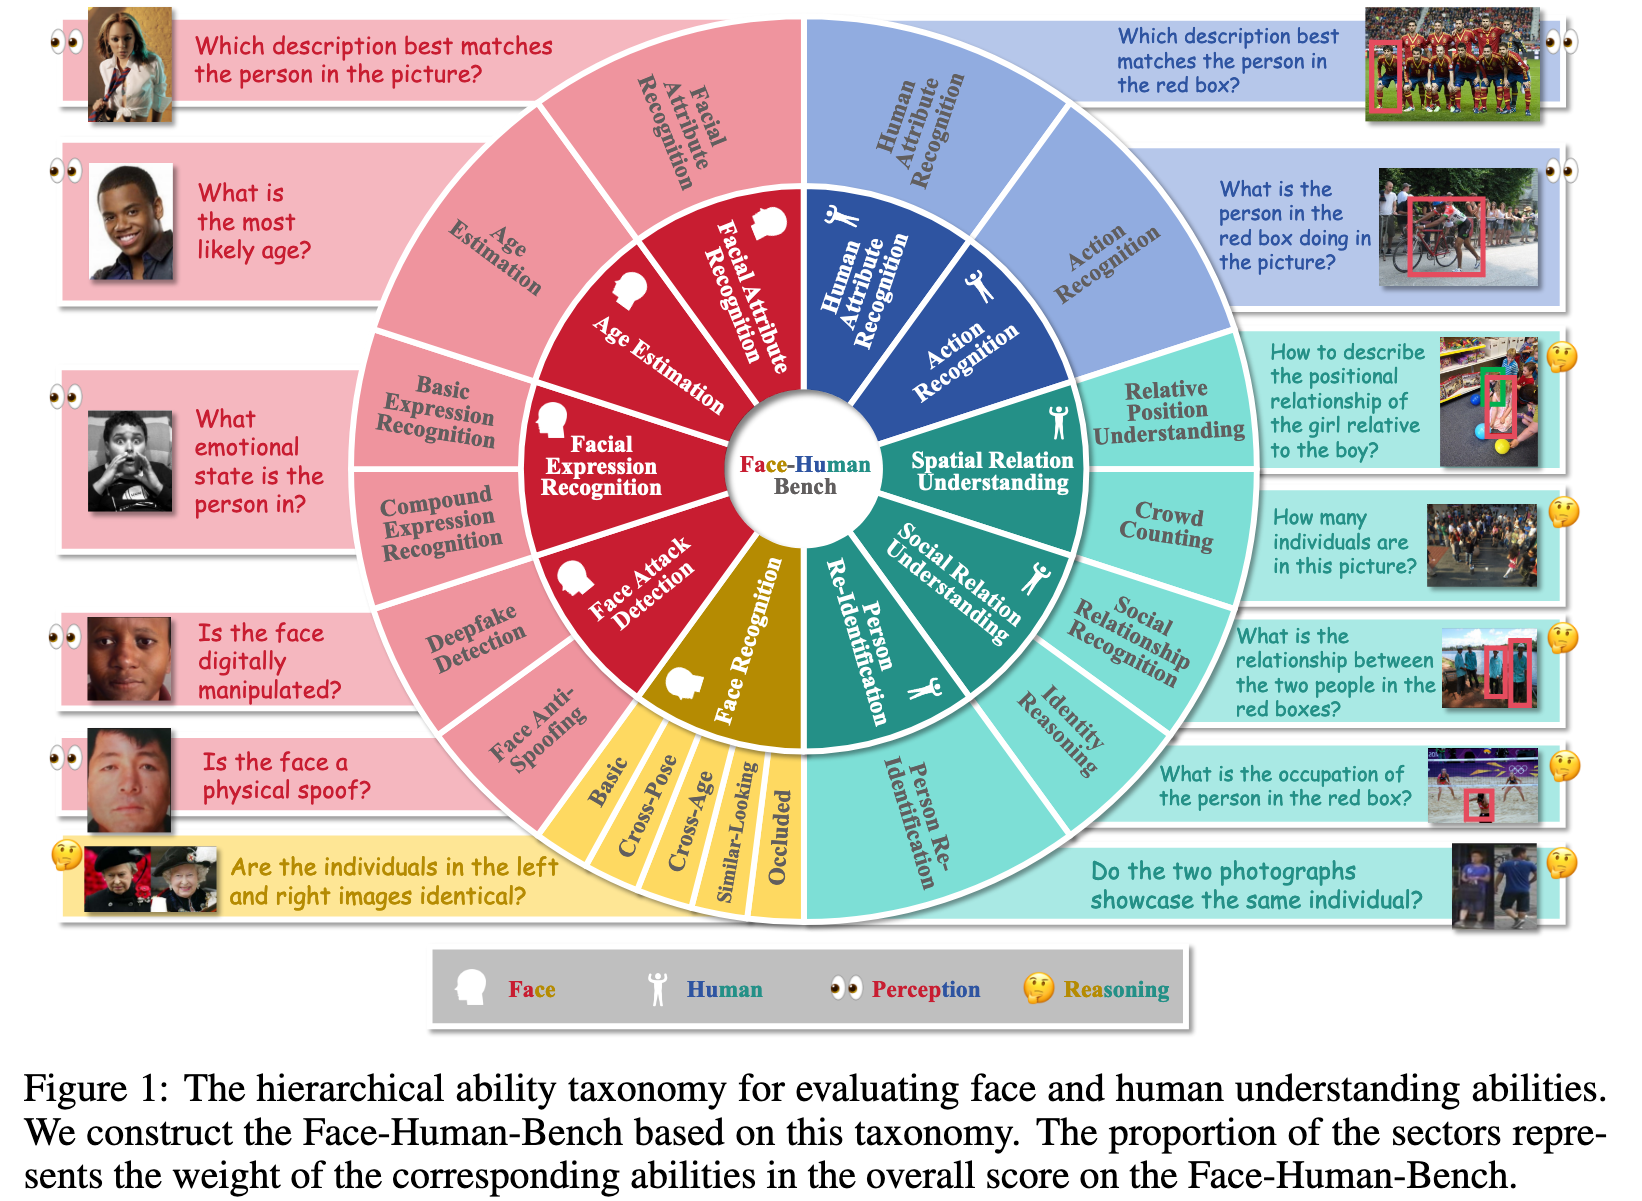 Which description best matches
the person in the picture?
What is
the most
likely age?
What
emotional
state is the
person in?
Is the face
digitally
manipulated?
Is the face a
physical spoof?
Are the individuals in the left
and right images identical?
Facial
Attribute
Recognition
Age
Estimation
Basic
Expression
Recognition
Compound
Expression
Recognition
Deepfake
Detection
Face Anti-
Spoofing
Basic
Cross-Pose
Cross-Age
Similar-Looking
Occluded
Facial Attribute
Recognition
Age Estimation
Facial
Expression
Recognition
Face Attack
Detection
Face Recognition
Face-Human
Bench
Human
Attribute
Recognition
Action
Recognition
Spatial Relation
Understanding
Social Relation
Understanding
Person
Re-Identification
Human
Attribute
Recognition
Action
Recognition
Relative
Position
Understanding
Crowd
Counting
Social
Relationship
Recognition
Identity
Reasoning
Person Re-
Identification
Which description best
matches the person in
the red box?
What is the
person in the
red box doing in
the picture?
How to describe
the positional
relationship of
the girl relative
to the boy?
How many
individuals are
in this picture?
What is the
relationship between
the two people in the
red boxes?
What is the occupation of
the person in the red box?
Do the two photographs
showcase the same individual?
Face
Human
Perception
Reasoning
Figure 1: The hierarchical ability taxonomy for evaluating face and human understanding abilities.
We construct the Face-Human-Bench based on this taxonomy. The proportion of the sectors repre-
sents the weight of the corresponding abilities in the overall score on the Face-Human-Bench.